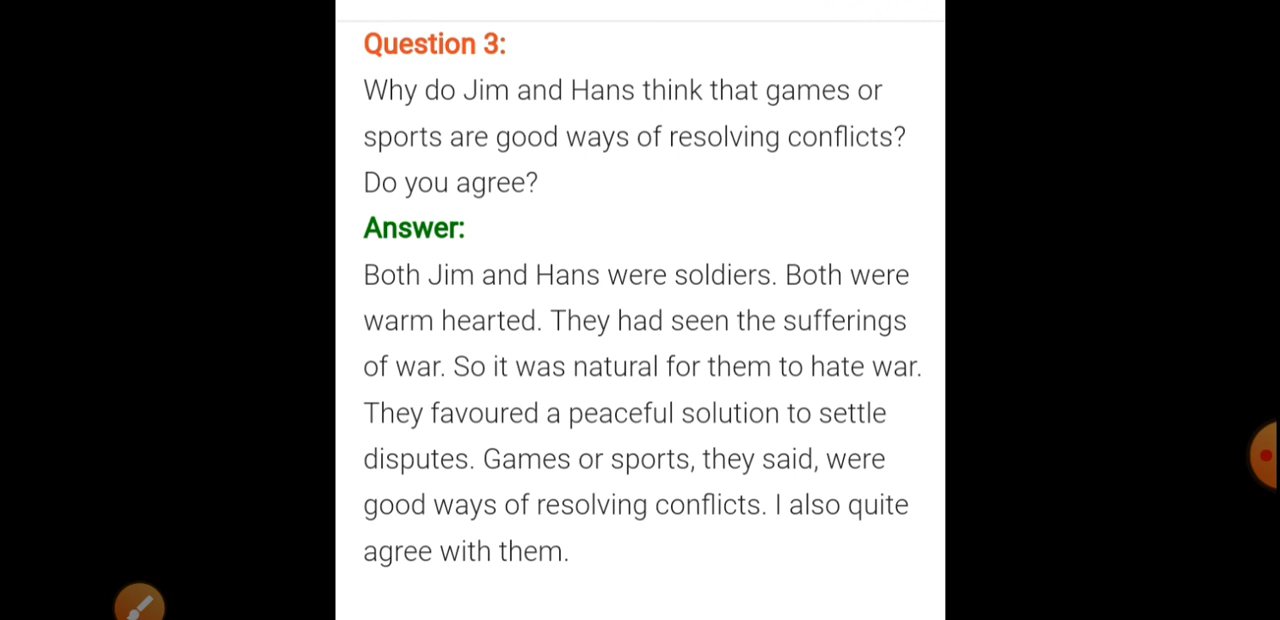 Question 3:
Why do Jim and Hans think that games or
sports are good ways of resolving conflicts?
Do you agree?
Answer:
Both Jim and Hans were soldiers. Both were
warm hearted. They had seen the sufferings
of war. So it was natural for them to hate war.
They favoured a peaceful solution to settle
disputes. Games or sports, they said, were
good ways of resolving conflicts. I also quite
agree with them.